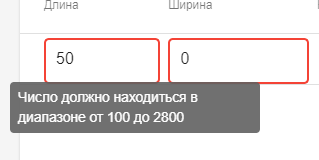 Длина Ширина
50 0
Число должно находиться в
диапазоне от 100 до 2800